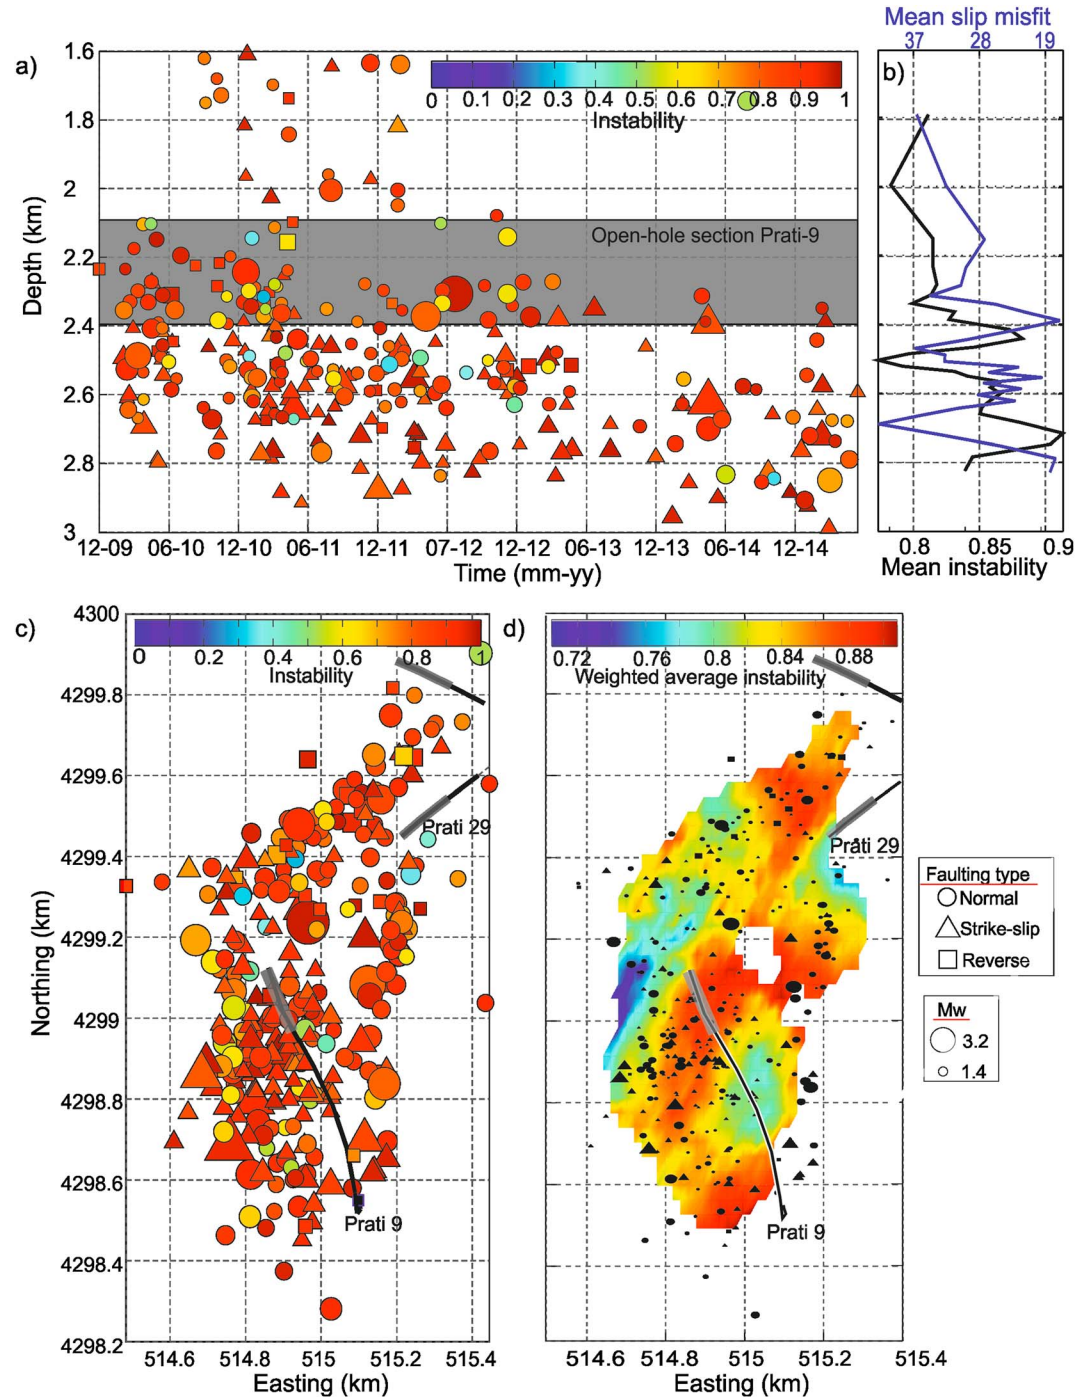 Mean slip misfit
37 28 19
a)
b)
1.6
1.8
2
2.2
2.4
2.6
2.8
3
Depth (km)
0 0.1 0.2 0.3 0.4 0.5 0.6 0.7 0.8 0.9 1
Instability
Open-hole section Prati-9
12-09 06-10 12-10 06-11 12-11 07-12 12-12 06-13 12-13 06-14 12-14
Time (mm-yy)
0.8 0.85 0.9
Mean instability
c)
4300
4299.8
4299.6
4299.4
4299.2
4299
4298.8
4298.6
4298.4
4298.2
Northing (km)
0 0.2 0.4 0.6 0.8 1
Instability
Prati 29
Prati 9
514.6 514.8 515 515.2 515.4
Easting (km)
d)
0.72 0.76 0.8 0.84 0.88
Weighted average instability
Prati 29
Prati 9
514.6 514.8 515 515.2 515.4
Easting (km)
Faulting type
Normal
Strike-slip
Reverse
Mw
3.2
1.4